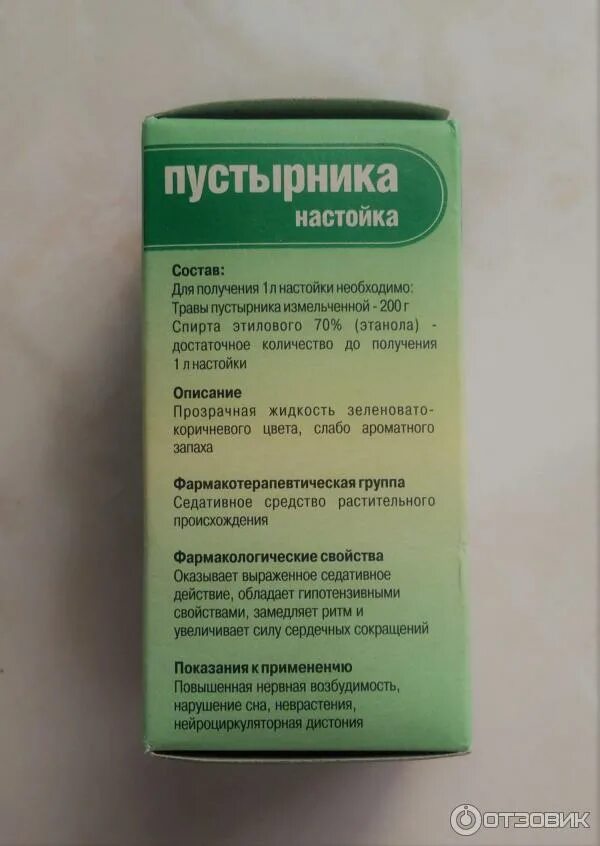 пустырника
настойка
Состав:
Для получения 1 л настойки необходимо:
Травы пустырника измельченной - 200 г
Спирта этилового 70% (этанола) -
достаточное количество до получения
1 л настойки
Описание
Прозрачная жидкость зеленовато-
коричневого цвета, слабо ароматного
запаха
Фармакотерапевтическая группа
Седативное средство растительного
происхождения
Фармакологические свойства
Оказывает выраженное седативное
действие, обладает гипотензивными
свойствами, замедляет ритм и
увеличивает силу сердечных сокращений
Показания к применению
Повышенная нервная возбудимость,
нарушение сна, неврастения,
нейроциркуляторная дистония
ОТЗОВИК